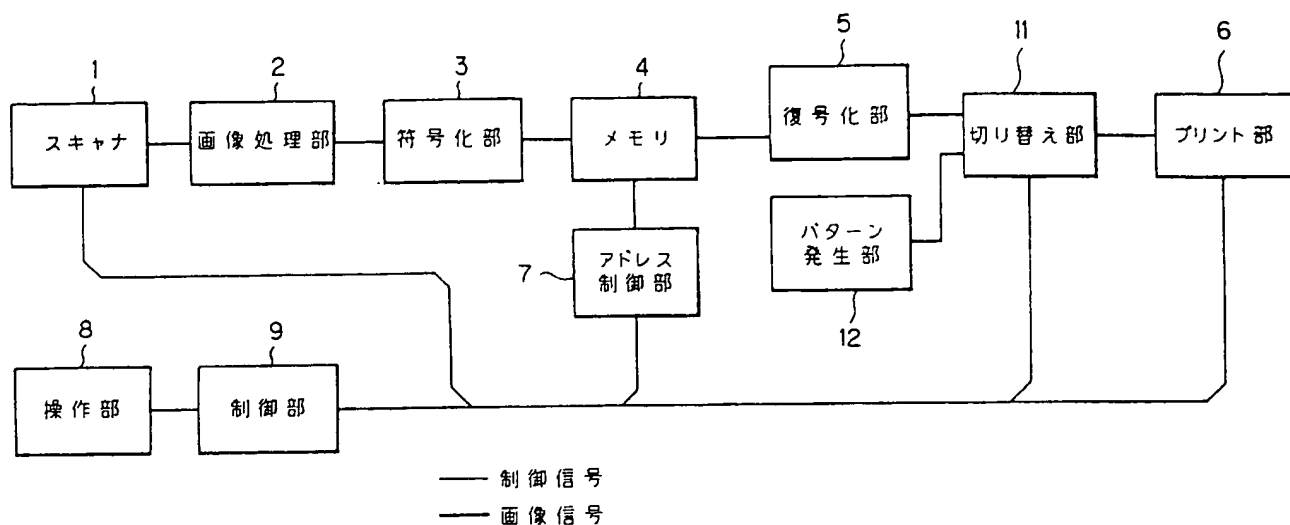 1
スキャナ
2
画像処理部
3
符号化部
4
メモリ
5
復号化部
11
切り替え部
6
プリント部
7
アドレス
制御部
パターン
発生部
12
8
操作部
9
制御部
制御信号
画像信号